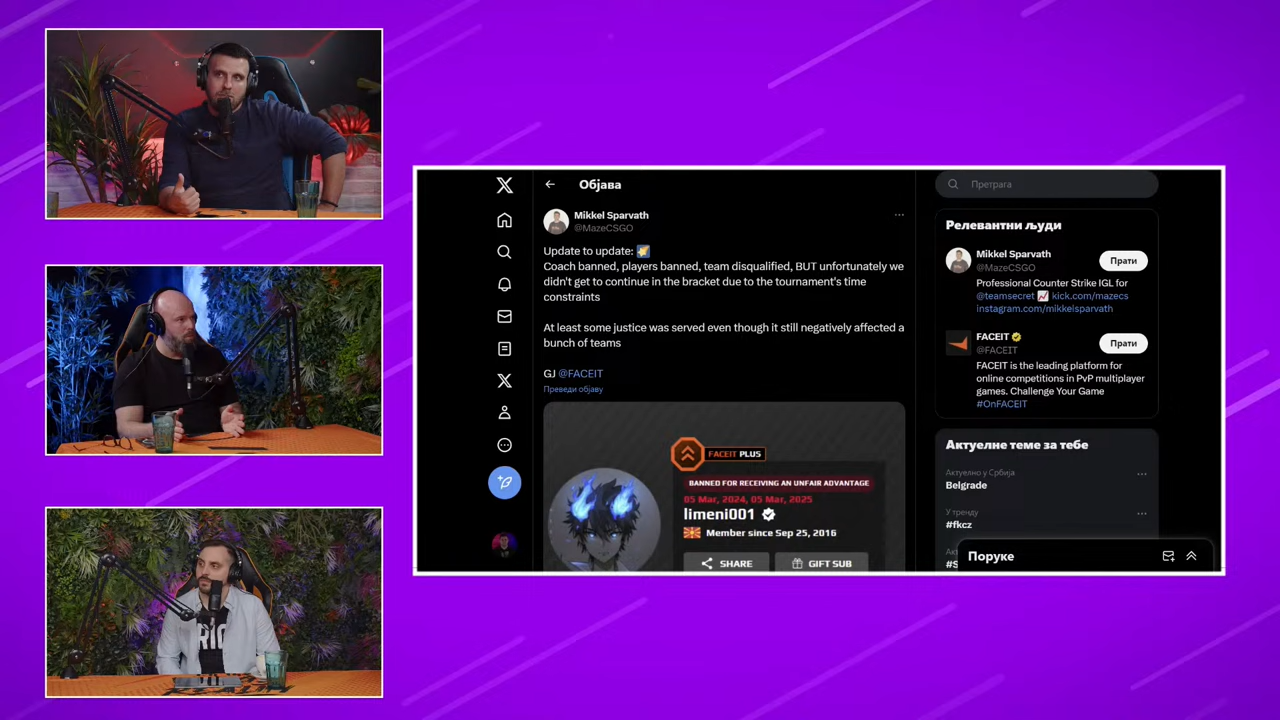 Објава
Mikkel Sparvath
@MazeCSGO
Update to update:
Coach banned, players banned, team disqualified, BUT unfortunately we
didn't get to continue in the bracket due to the tournament's time
constraints
At least some justice was served even though it still negatively affected a
bunch of teams
GJ @FACEIT
Преведи објаву
FACEIT PLUS
BANNED FOR RECEIVING AN UNFAIR ADVANTAGE
05 Mar, 2024, 05 Mar, 2025
limeni001
Member since Sep 25, 2016
SHARE
GIFT SUB
Претрага
Релевантни људи
Mikkel Sparvath
@MazeCSGO
Прати
Professional Counter Strike IGL for
@teamsecret kick.com/mazecs
instagram.com/mikkelsparvath
FACEIT
@FACEIT
Прати
FACEIT is the leading platform for
online competitions in PvP multiplayer
games. Challenge Your Game
#OnFACEIT
Актуелне теме за тебе
Актуелно у Србија
Belgrade
У тренду
#fkcz
Поруке